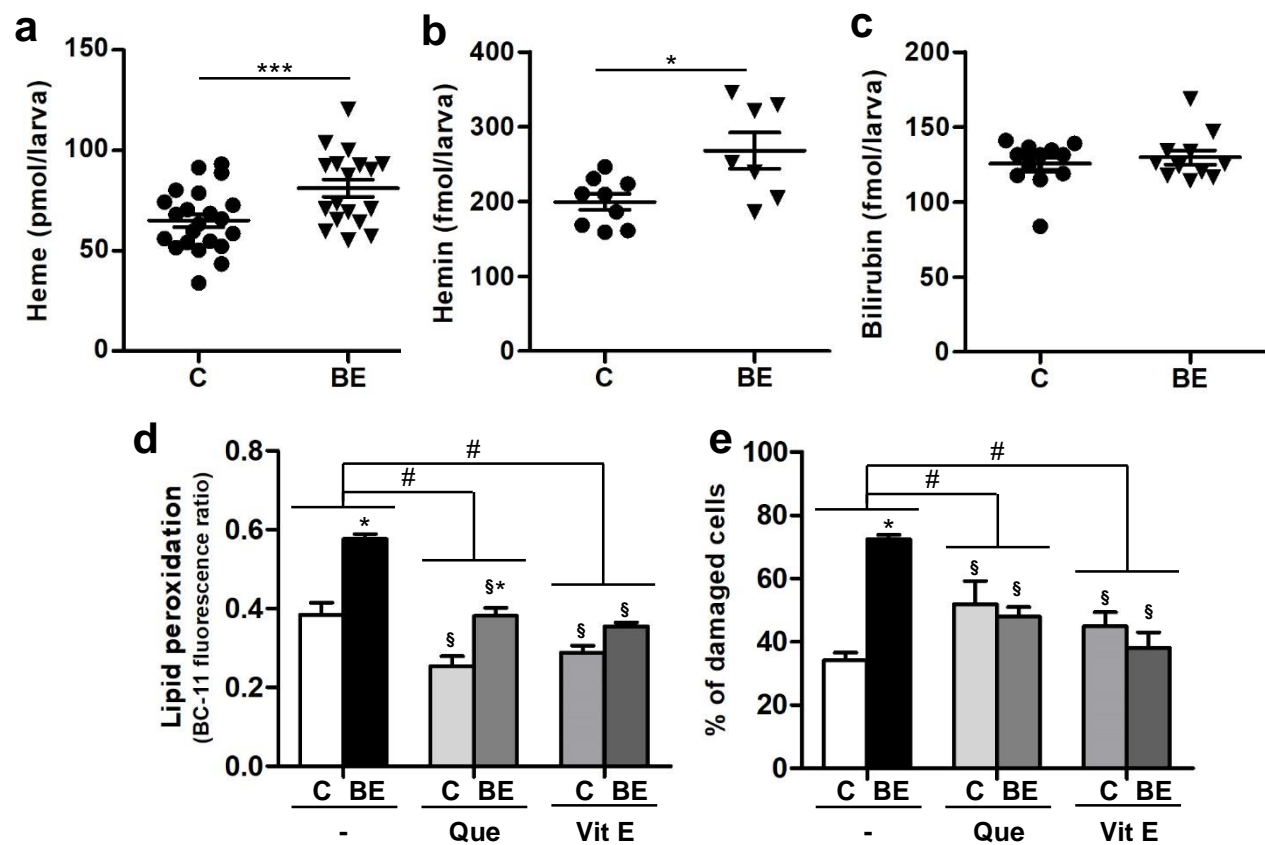 a
150
100
50
0
Heme (pmol/larva)
***
C BE
b
400
300
200
100
0
Hemin (fmol/larva)
*
C BE
c
200
150
100
50
0
Bilirubin (fmol/larva)
C BE
d
0.8
0.6
0.4
0.2
0.0
Lipid peroxidation
(BC-11 fluorescence ratio)
#
#
*
§*
§
§
§
C BE C BE C BE
- Que Vit E
e
100
80
60
40
20
0
% of damaged cells
#
#
*
§
§
§
§
C BE C BE C BE
- Que Vit E